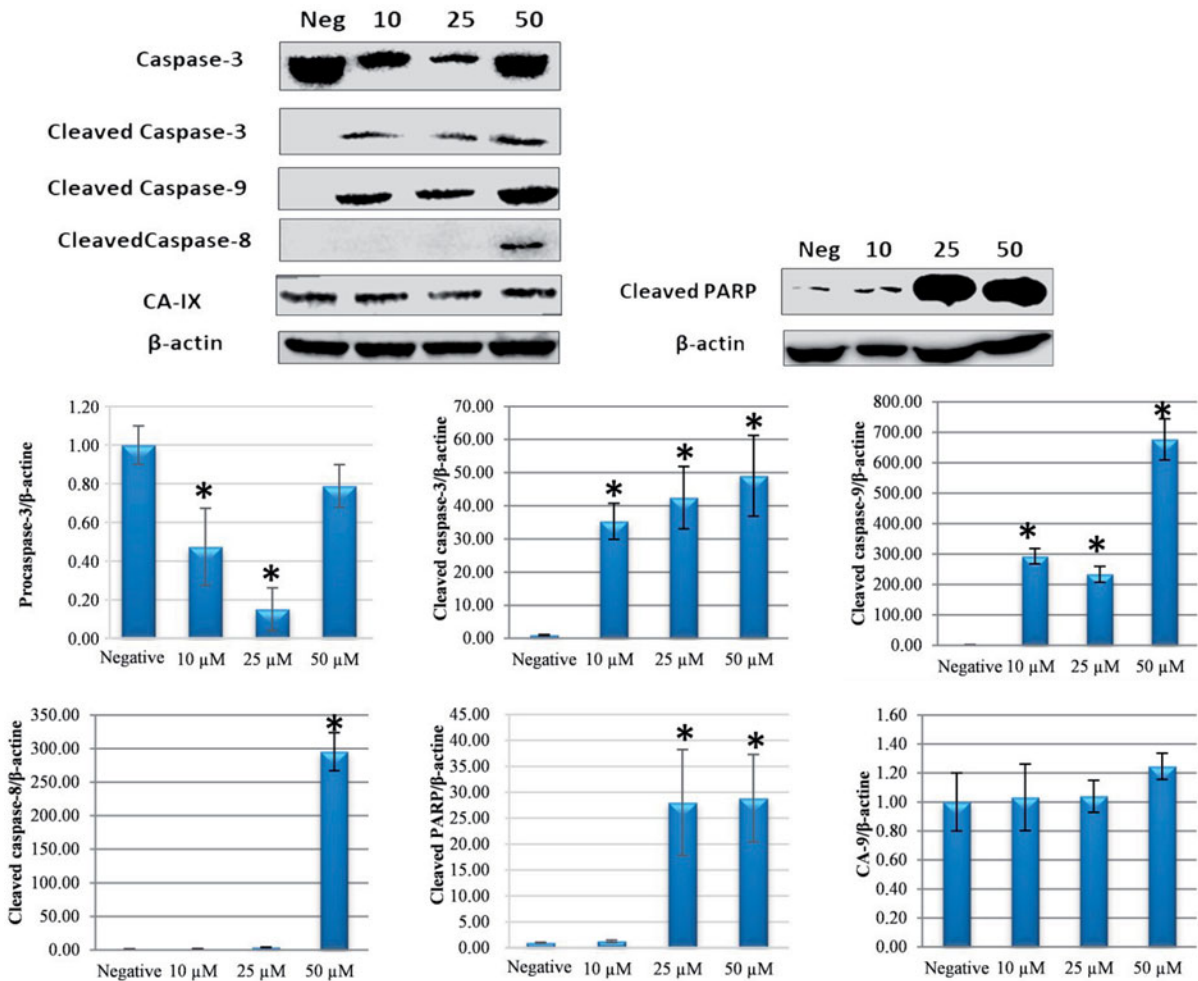 Neg 10 25 50
Caspase-3
Cleaved Caspase-3
Cleaved Caspase-9
CleavedCaspase-8
CA-IX
β-actin
Neg 10 25 50
Cleaved PARP
β-actin
Procaspase-3/β-actine
1.20
1.00
0.80
0.60
0.40
0.20
0.00
* *
Negative 10 µM 25 µM 50 µM
Cleaved caspase-3/β-actine
70.00
60.00
50.00
40.00
30.00
20.00
10.00
0.00
* * *
Negative 10 µM 25 µM 50 µM
Cleaved caspase-9/β-actine
800.00
700.00
600.00
500.00
400.00
300.00
200.00
100.00
0.00
* * *
Negative 10 µM 25 µM 50 µM
Cleaved caspase-8/β-actine
350.00
300.00
250.00
200.00
150.00
100.00
50.00
0.00
*
Negative 10 µM 25 µM 50 µM
Cleaved PARP/β-actine
45.00
40.00
35.00
30.00
25.00
20.00
15.00
10.00
5.00
0.00
* *
Negative 10 µM 25 µM 50 µM
CA-9/β-actine
1.60
1.40
1.20
1.00
0.80
0.60
0.40
0.20
0.00
Negative 10 µM 25 µM 50 µM